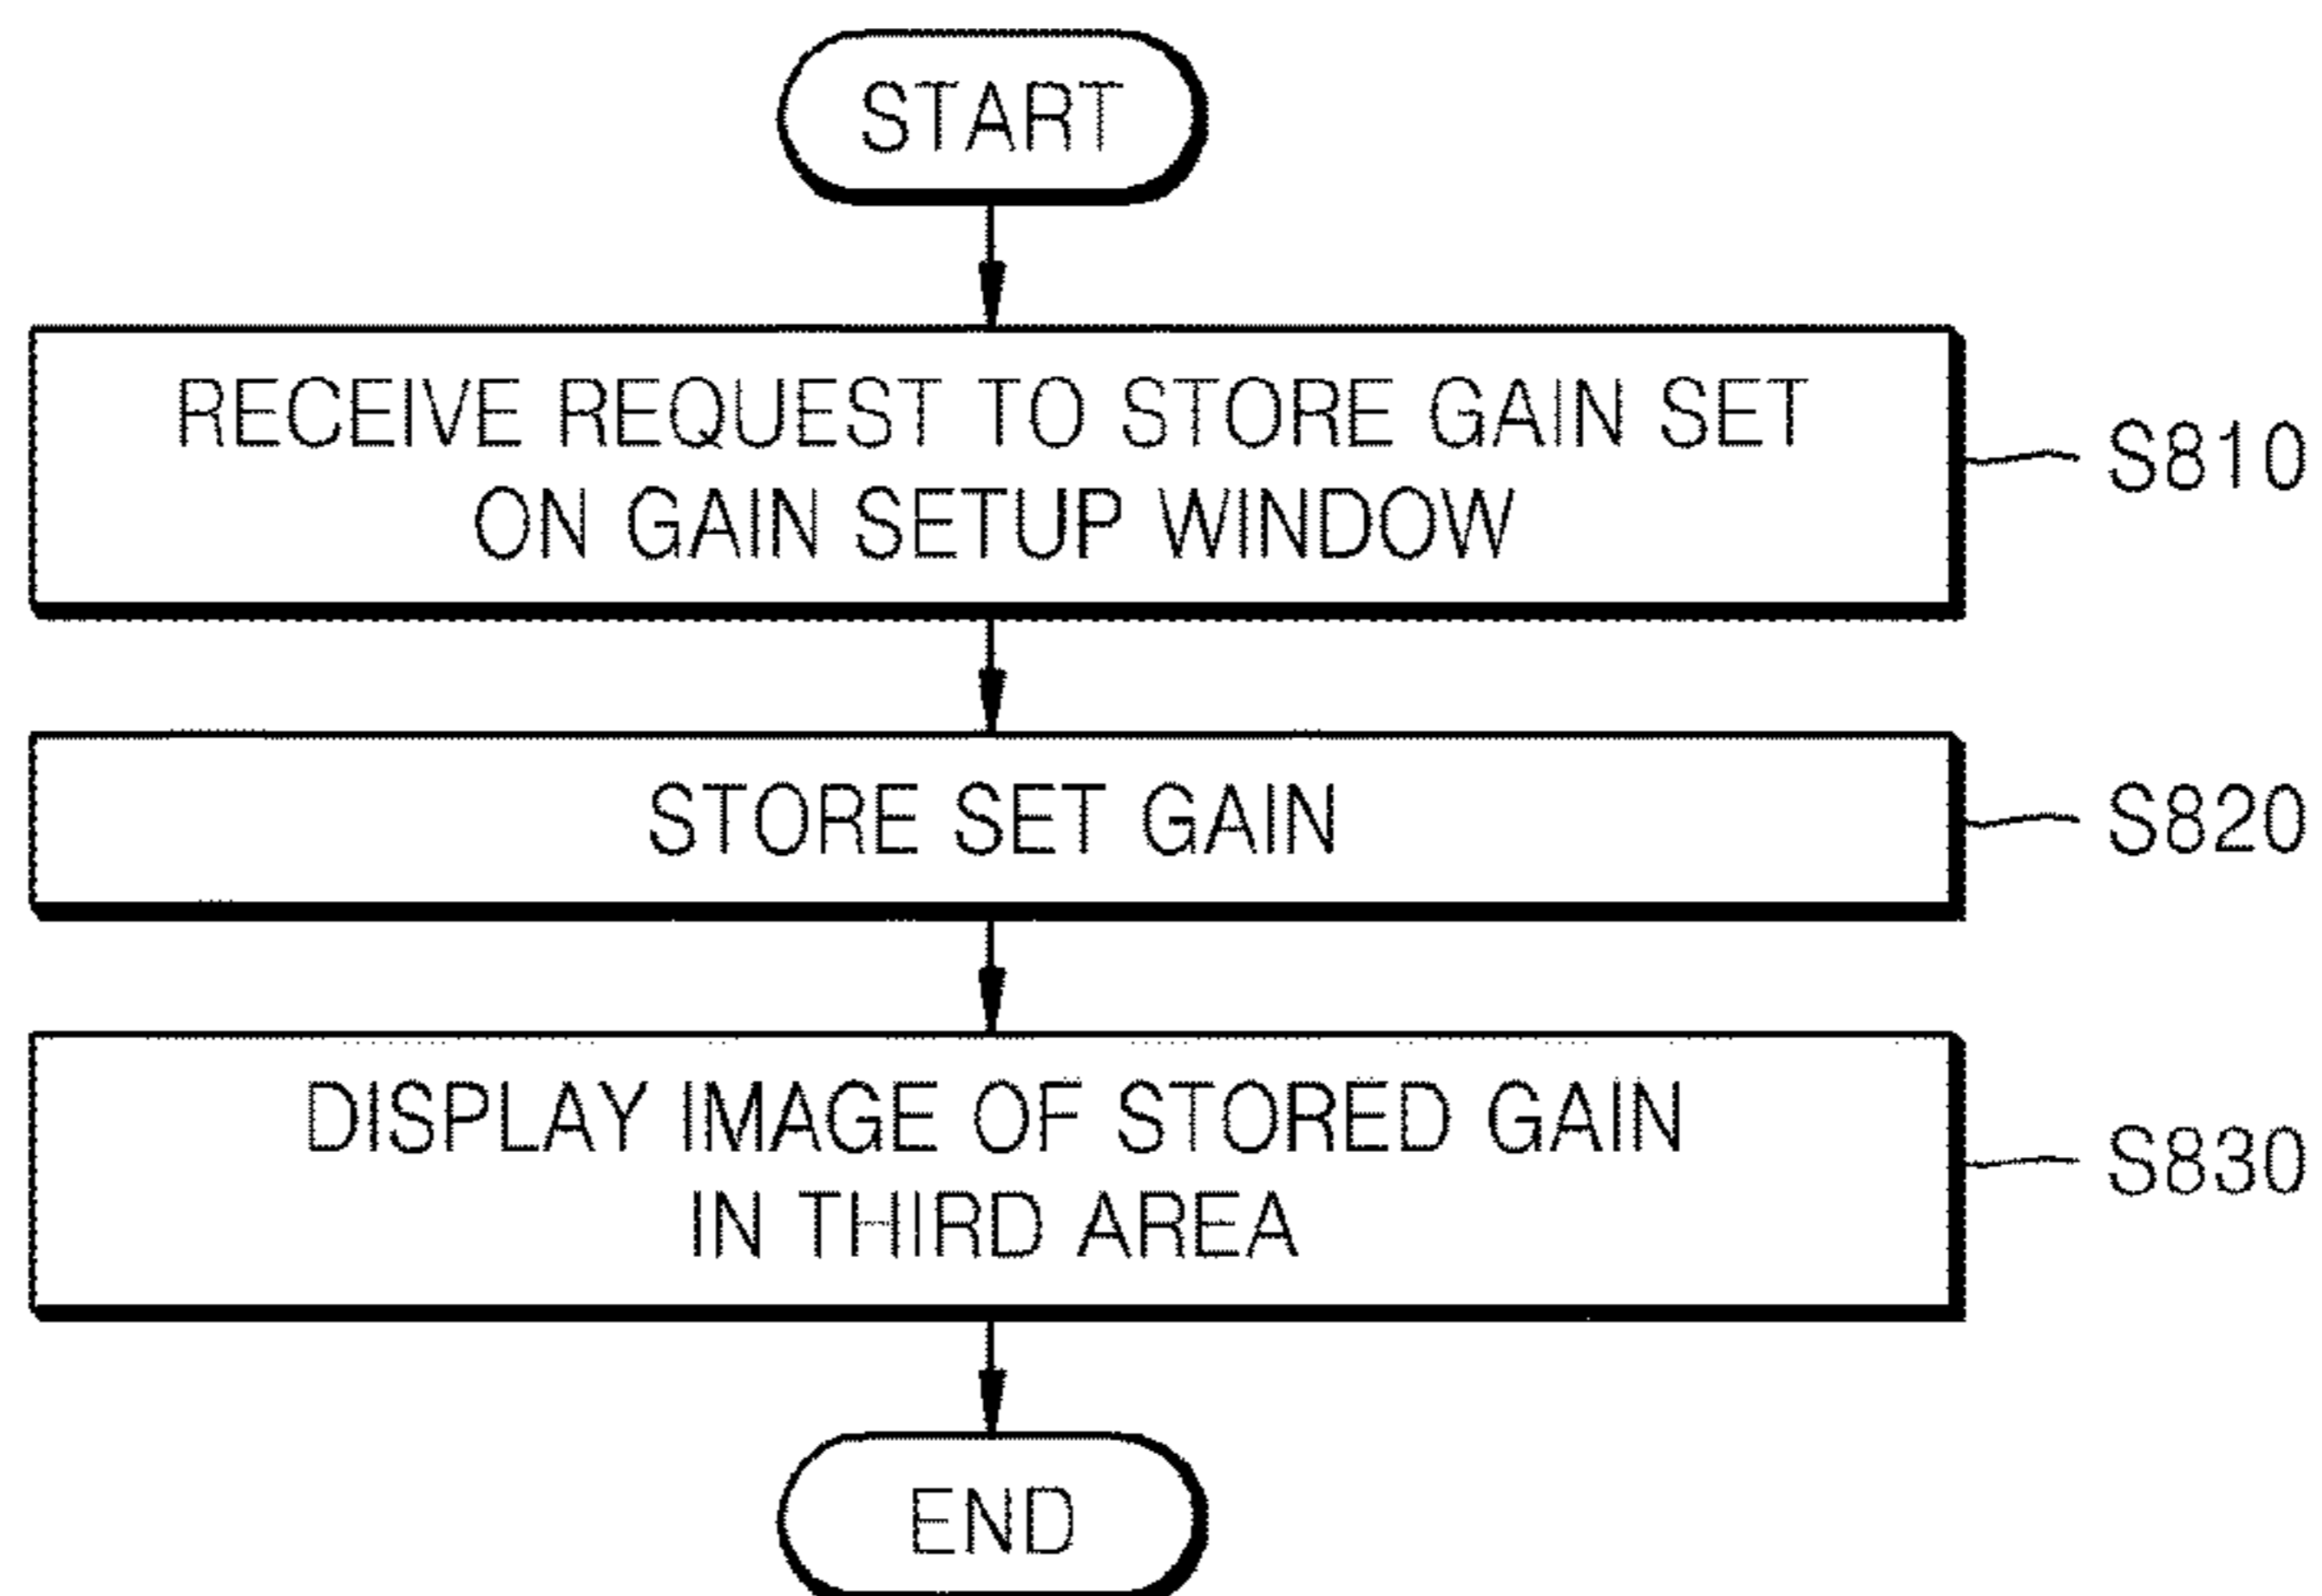 START
RECEIVE REQUEST TO STORE GAIN SET
ON GAIN SETUP WINDOW
S810
STORE SET GAIN
S820
DISPLAY IMAGE OF STORED GAIN
IN THIRD AREA
S830
END